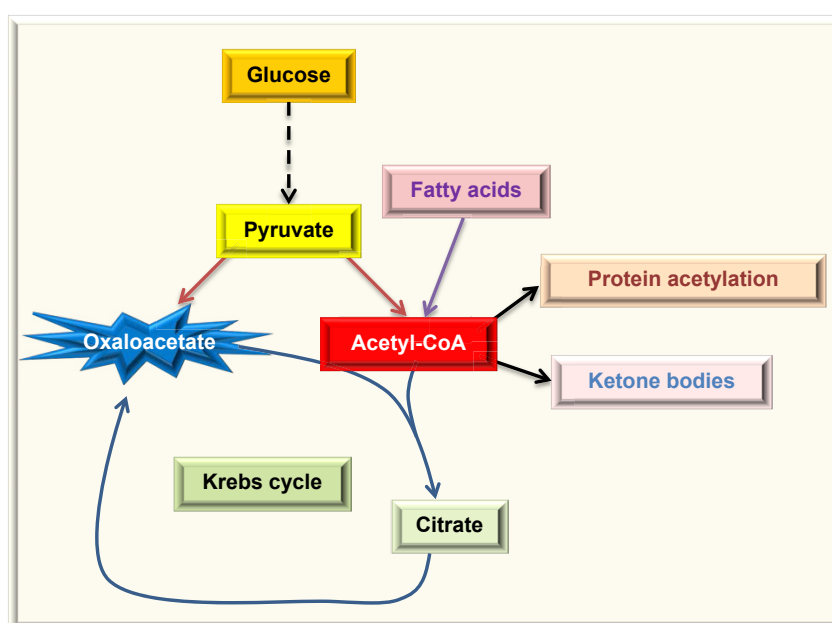 Glucose
Fatty acids
Pyruvate
Protein acetylation
Oxaloacetate
Acetyl-CoA
Ketone bodies
Krebs cycle
Citrate